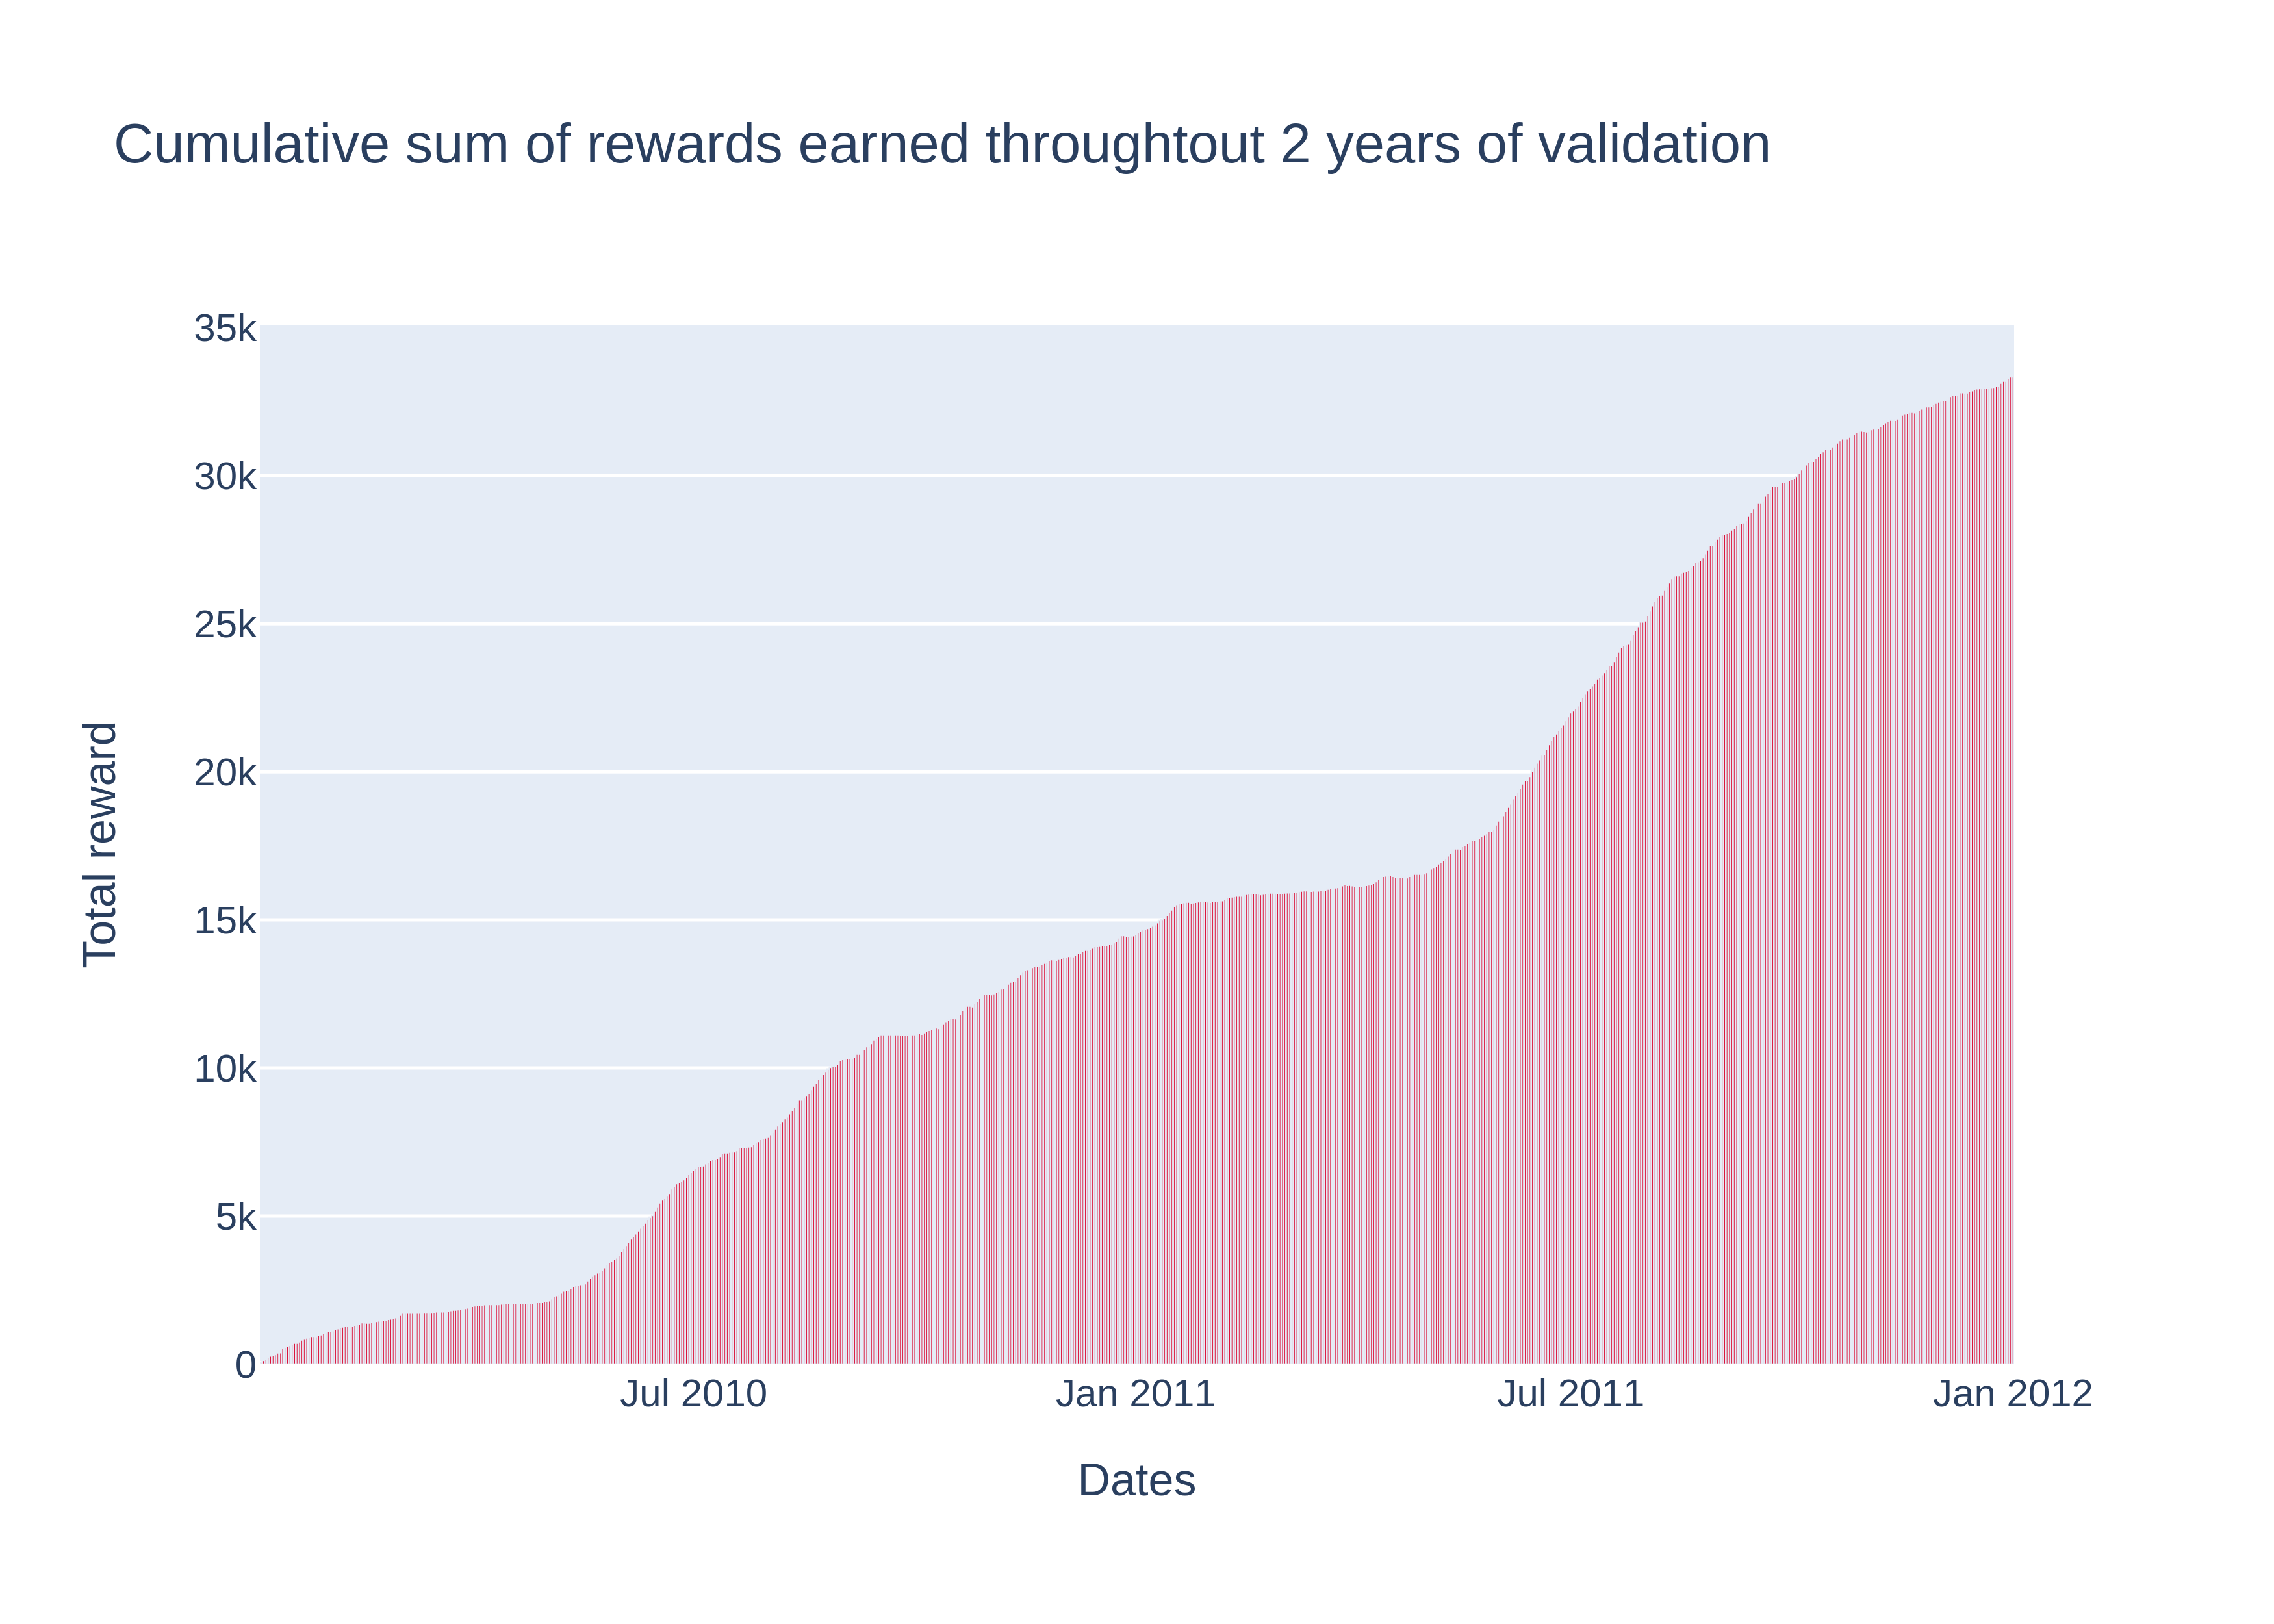 Cumulative sum of rewards earned throughtout 2 years of validation
35k
30k
25k
20k
15k
10k
5k
0
Total reward
Jul 2010
Jan 2011
Jul 2011
Jan 2012
Dates